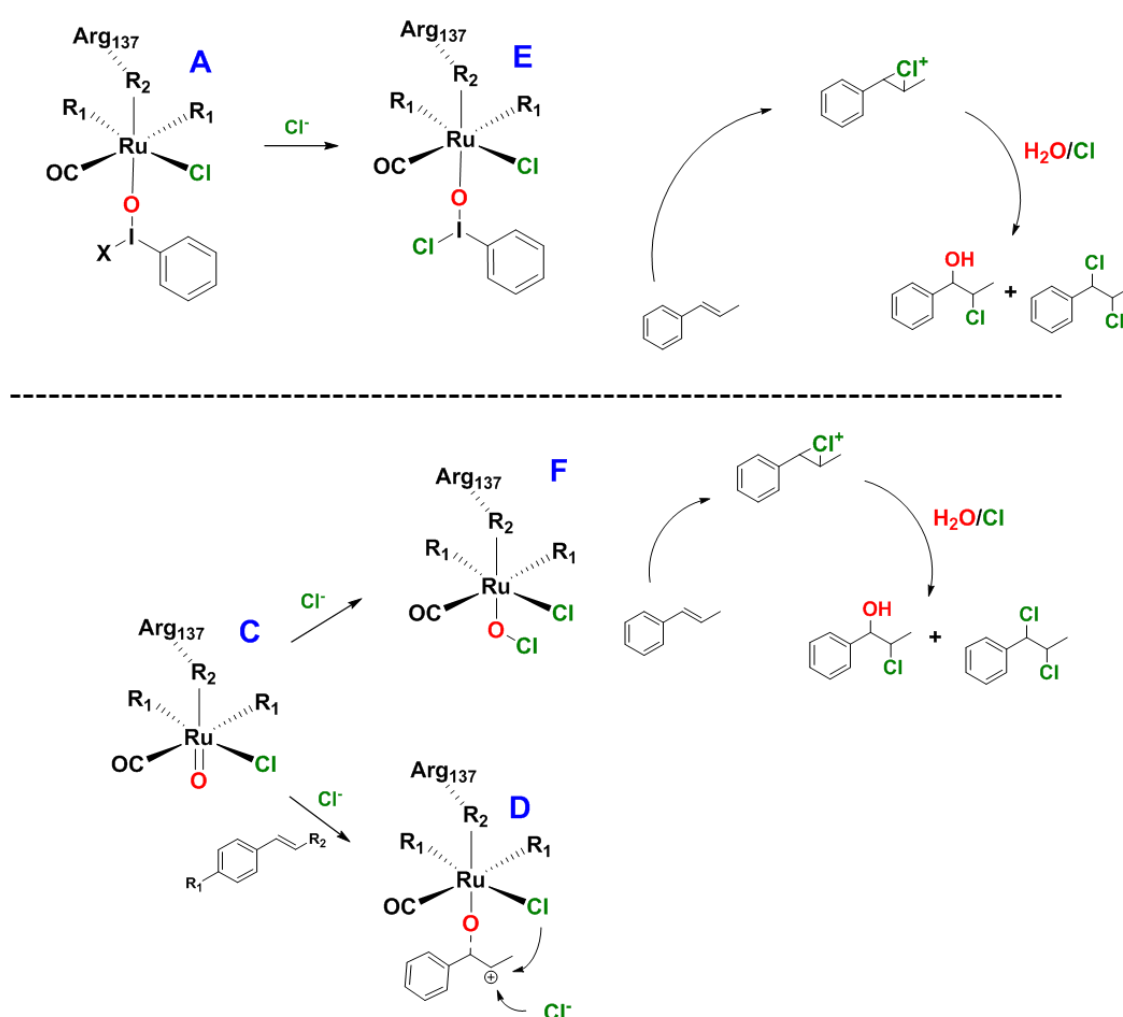 Arg137
A
R2
R1
R1
Ru
OC
Cl
O
I
X
Cl-
Arg137
E
R2
R1
R1
Ru
OC
Cl
O
Cl
I
Cl+
H2O/Cl
OH
Cl
+
Cl
Cl
Arg137
F
R2
R1
R1
Ru
OC
Cl
O
Cl
Cl+
H2O/Cl
OH
Cl
+
Cl
Cl
Cl-
Arg137
C
R2
R1
R1
Ru
OC
Cl
O
Cl-
R2
R1
Arg137
D
R2
R1
R1
Ru
OC
Cl
O
⊕
Cl-